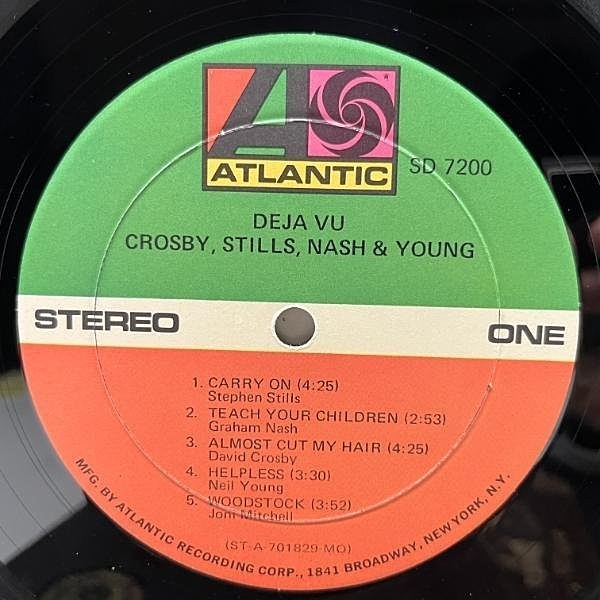 ATLANTIC
SD 7200
DEJA VU
CROSBY, STILLS, NASH & YOUNG
STEREO
ONE
1. CARRY ON (4:25)
Stephen Stills
2. TEACH YOUR CHILDREN (2:53)
Graham Nash
3. ALMOST CUT MY HAIR (4:25)
David Crosby
4. HELPLESS (3:30)
Neil Young
5. WOODSTOCK (3:52)
Joni Mitchell
(ST-A-701829-MO)
MFG. BY ATLANTIC RECORDING CORP., 1841 BROADWAY, NEW YORK, N.Y.